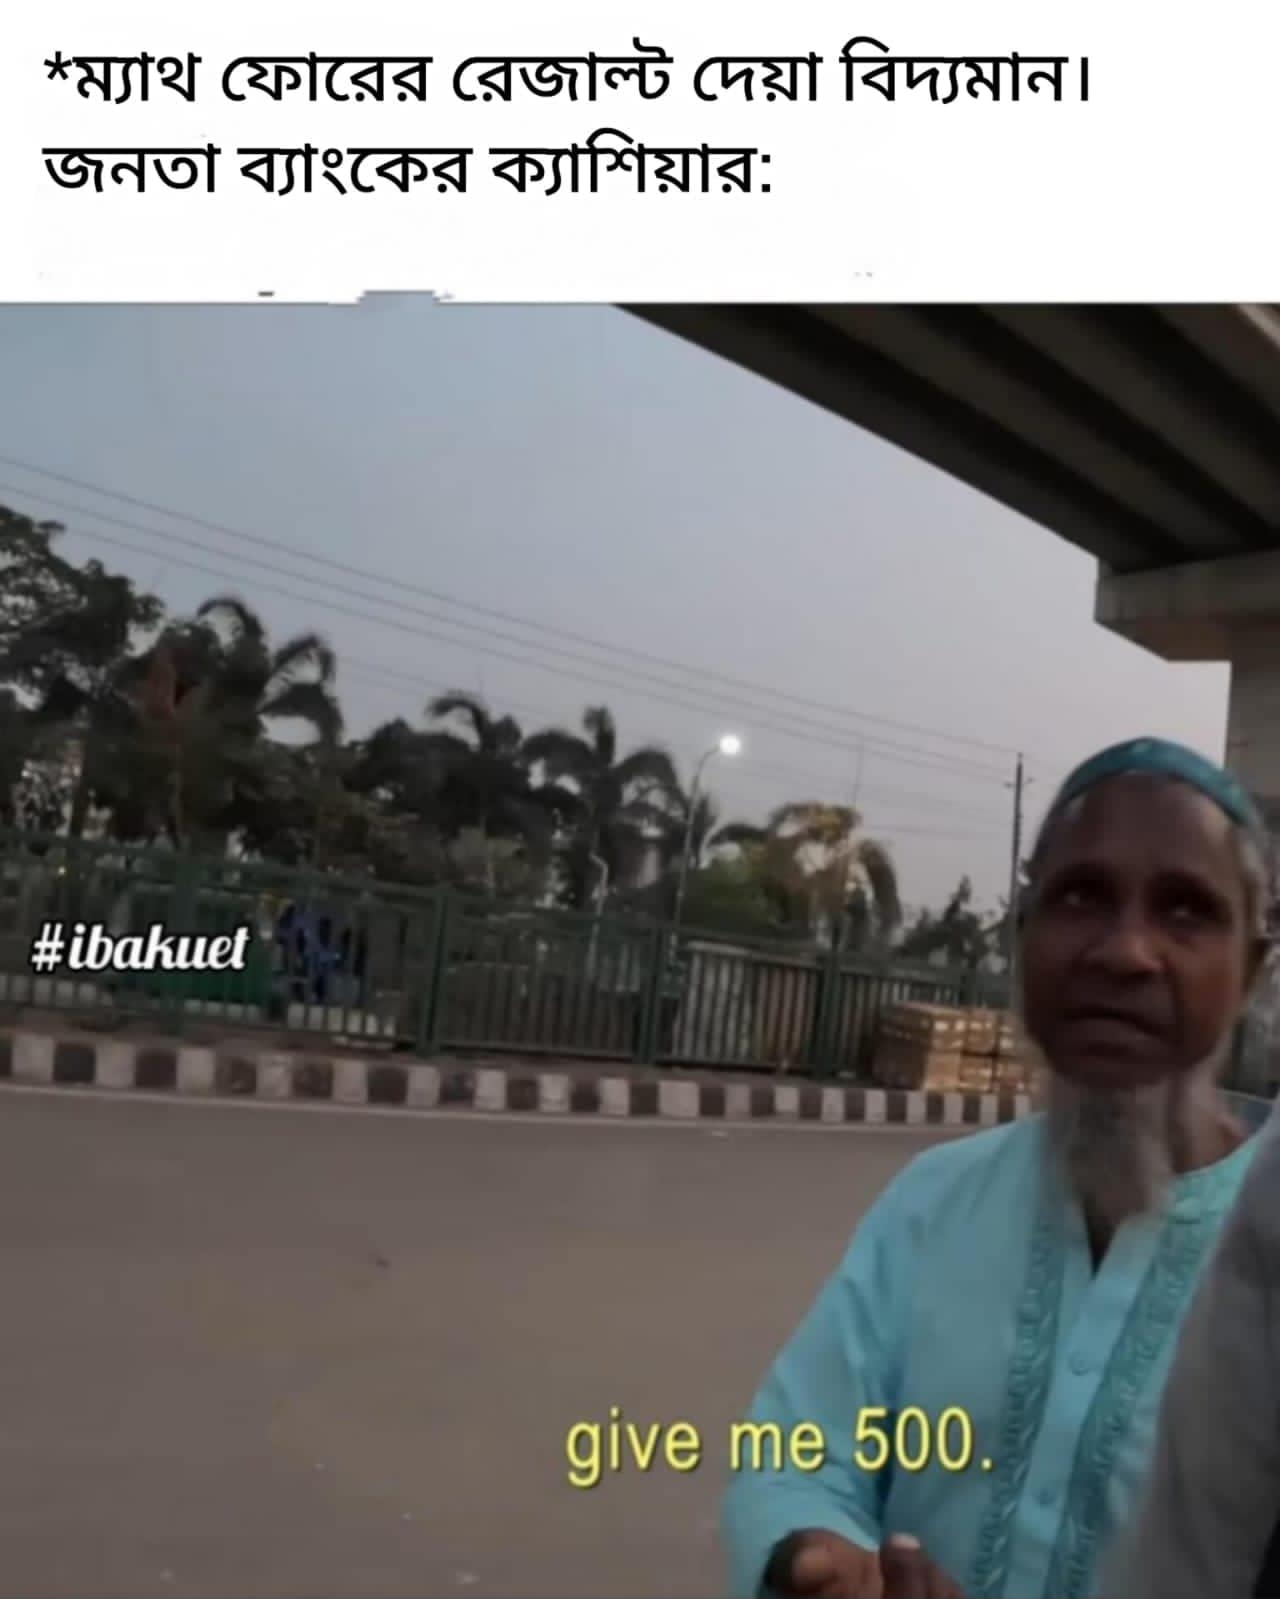 *ম্যাথ ফোরের রেজাল্ট দেয়া বিদ্যমান।
জনতা ব্যাংকের ক্যাশিয়ার:
#ibakuet
give me 500.